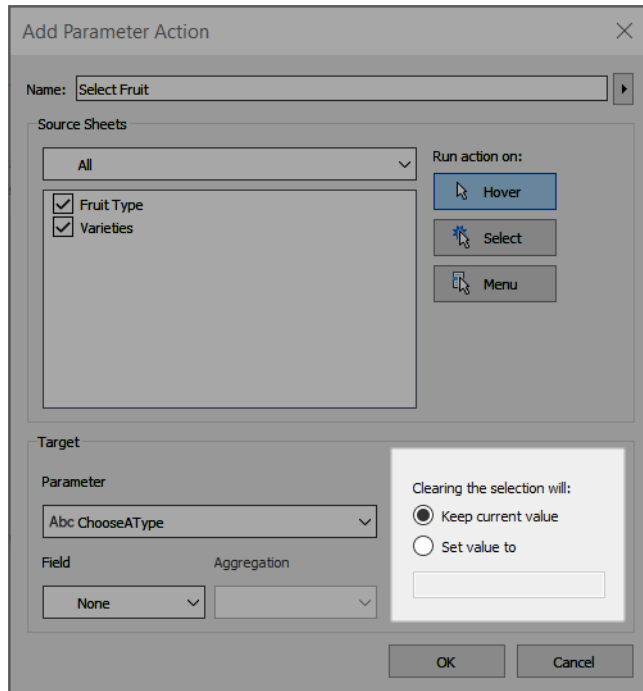 Add Parameter Action
Name: Select Fruit
Source Sheets
All
Fruit Type
Varieties
Run action on:
Hover
Select
Menu
Target
Parameter
Abc ChooseAType
Field
Aggregation
None
Clearing the selection will:
Keep current value
Set value to
OK
Cancel